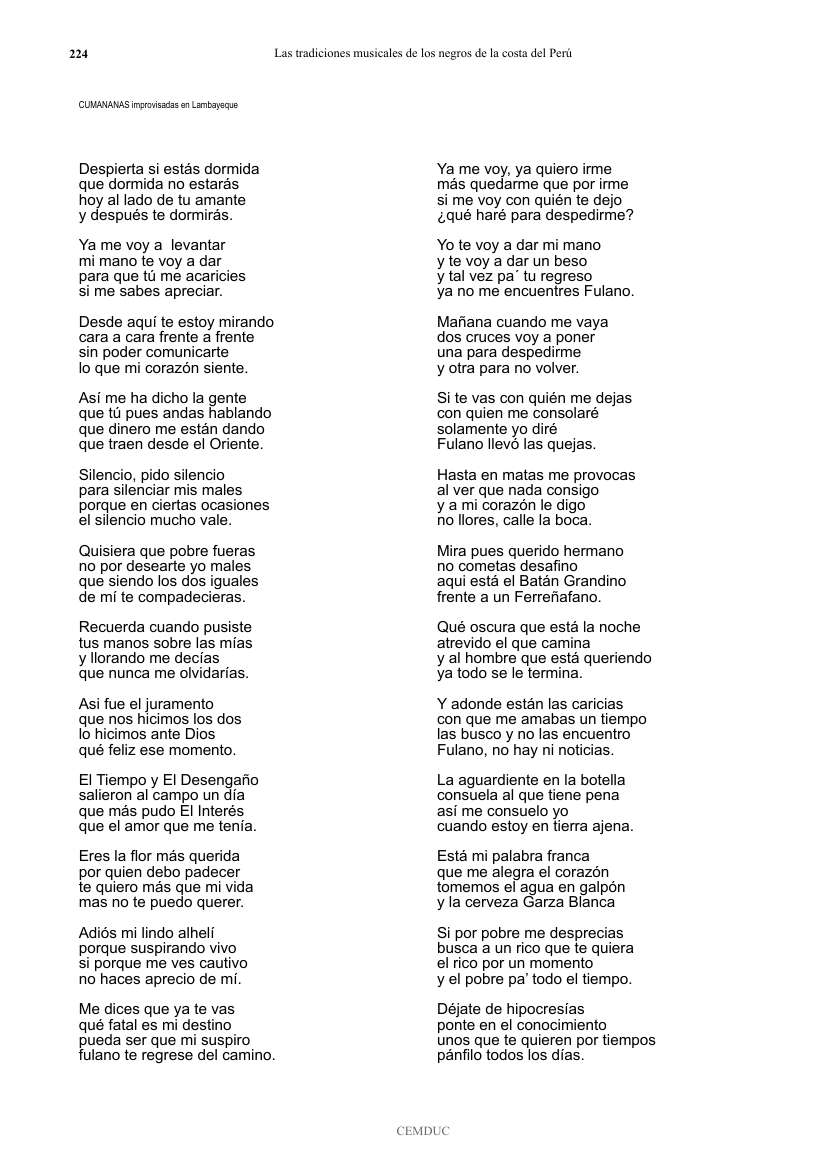 224
Las tradiciones musicales de los negros de la costa del Perú
CUMANANAS improvisadas en Lambayeque
Despierta si estás dormida
que dormida no estarás
hoy al lado de tu amante
y después te dormirás.
Ya me voy a  levantar
mi mano te voy a dar
para que tú me acaricies
si me sabes apreciar.
Desde aquí te estoy mirando
cara a cara frente a frente
sin poder comunicarte
lo que mi corazón siente.
Así me ha dicho la gente
que tú pues andas hablando
que dinero me están dando
que traen desde el Oriente.
Silencio, pido silencio
para silenciar mis males
porque en ciertas ocasiones
el silencio mucho vale.
Quisiera que pobre fueras
no por desearte yo males
que siendo los dos iguales
de mí te compadecieras.
Recuerda cuando pusiste
tus manos sobre las mías
y llorando me decías
que nunca me olvidarías.
Asi fue el juramento
que nos hicimos los dos
lo hicimos ante Dios
qué feliz ese momento.
El Tiempo y El Desengaño
salieron al campo un día
que más pudo El Interés
que el amor que me tenía.
Eres la flor más querida
por quien debo padecer
te quiero más que mi vida
mas no te puedo querer.
Adiós mi lindo alhelí
porque suspirando vivo
si porque me ves cautivo
no haces aprecio de mí.
Me dices que ya te vas
qué fatal es mi destino
pueda ser que mi suspiro
fulano te regrese del camino.
Ya me voy, ya quiero irme
más quedarme que por irme
si me voy con quién te dejo
¿qué haré para despedirme?
Yo te voy a dar mi mano
y te voy a dar un beso
y tal vez pa´ tu regreso
ya no me encuentres Fulano.
Mañana cuando me vaya
dos cruces voy a poner
una para despedirme
y otra para no volver.
Si te vas con quién me dejas
con quien me consolaré
solamente yo diré
Fulano llevó las quejas.
Hasta en matas me provocas
al ver que nada consigo
y a mi corazón le digo
no llores, calle la boca.
Mira pues querido hermano
no cometas desafino
aqui está el Batán Grandino
frente a un Ferreñafano.
Qué oscura que está la noche
atrevido el que camina
y al hombre que está queriendo
ya todo se le termina.
Y adonde están las caricias
con que me amabas un tiempo
las busco y no las encuentro
Fulano, no hay ni noticias.
La aguardiente en la botella
consuela al que tiene pena
así me consuelo yo
cuando estoy en tierra ajena.
Está mi palabra franca
que me alegra el corazón
tomemos el agua en galpón
y la cerveza Garza Blanca
Si por pobre me desprecias
busca a un rico que te quiera
el rico por un momento
y el pobre pa’ todo el tiempo.
Déjate de hipocresías
ponte en el conocimiento
unos que te quieren por tiempos
pánfilo todos los días.
CEMDUC